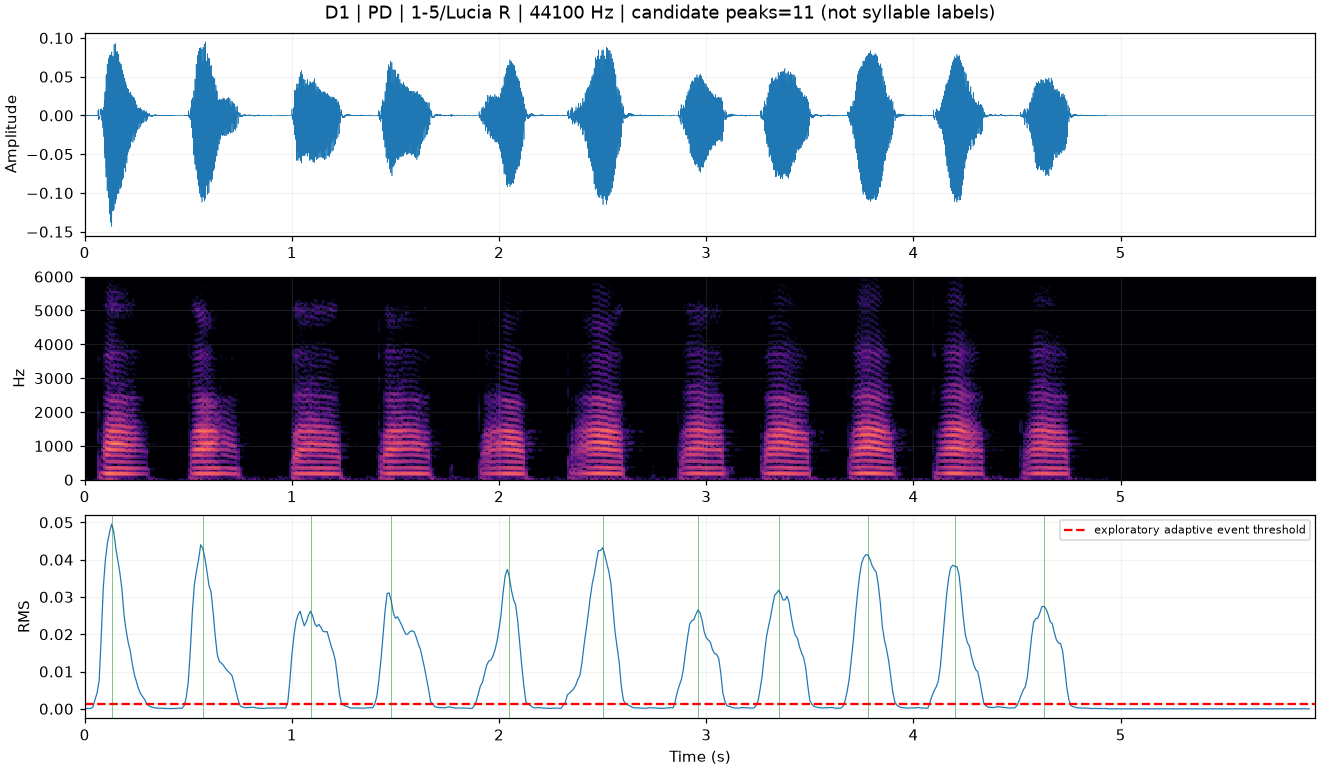 D1 | PD | 1-5/Lucia R | 44100 Hz | candidate peaks=11 (not syllable labels)
0.10
0.05
0.00
−0.05
−0.10
−0.15
Amplitude
0 1 2 3 4 5
6000
5000
4000
3000
2000
1000
0
Hz
0 1 2 3 4 5
exploratory adaptive event threshold
0.05
0.04
0.03
0.02
0.01
0.00
RMS
0 1 2 3 4 5
Time (s)